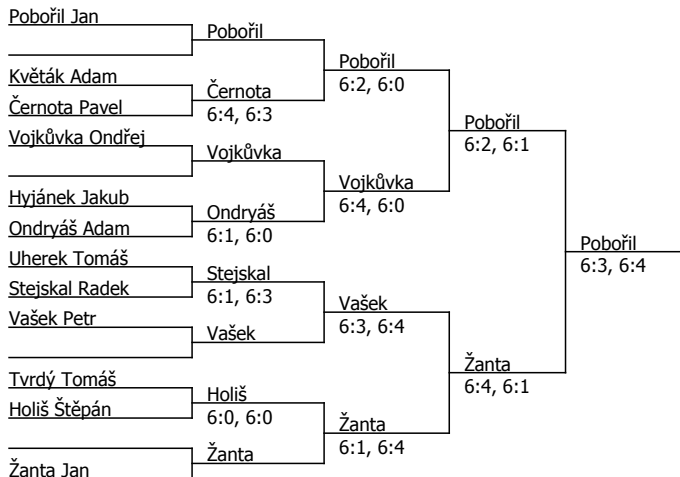 Pobořil Jan
Pobořil
Pobořil
6:2, 6:0
Květák Adam
Černota
6:4, 6:3
Černota Pavel
Pobořil
6:2, 6:1
Vojkůvka Ondřej
Vojkůvka
Vojkůvka
6:4, 6:0
Hyjánek Jakub
Ondryáš
6:1, 6:0
Ondryáš Adam
Pobořil
6:3, 6:4
Uherek Tomáš
Stejskal
6:1, 6:3
Stejskal Radek
Vašek
6:3, 6:4
Vašek Petr
Vašek
Žanta
6:4, 6:1
Tvrdý Tomáš
Holiš
6:0, 6:0
Holiš Štěpán
Žanta
6:1, 6:4
Žanta
Žanta Jan